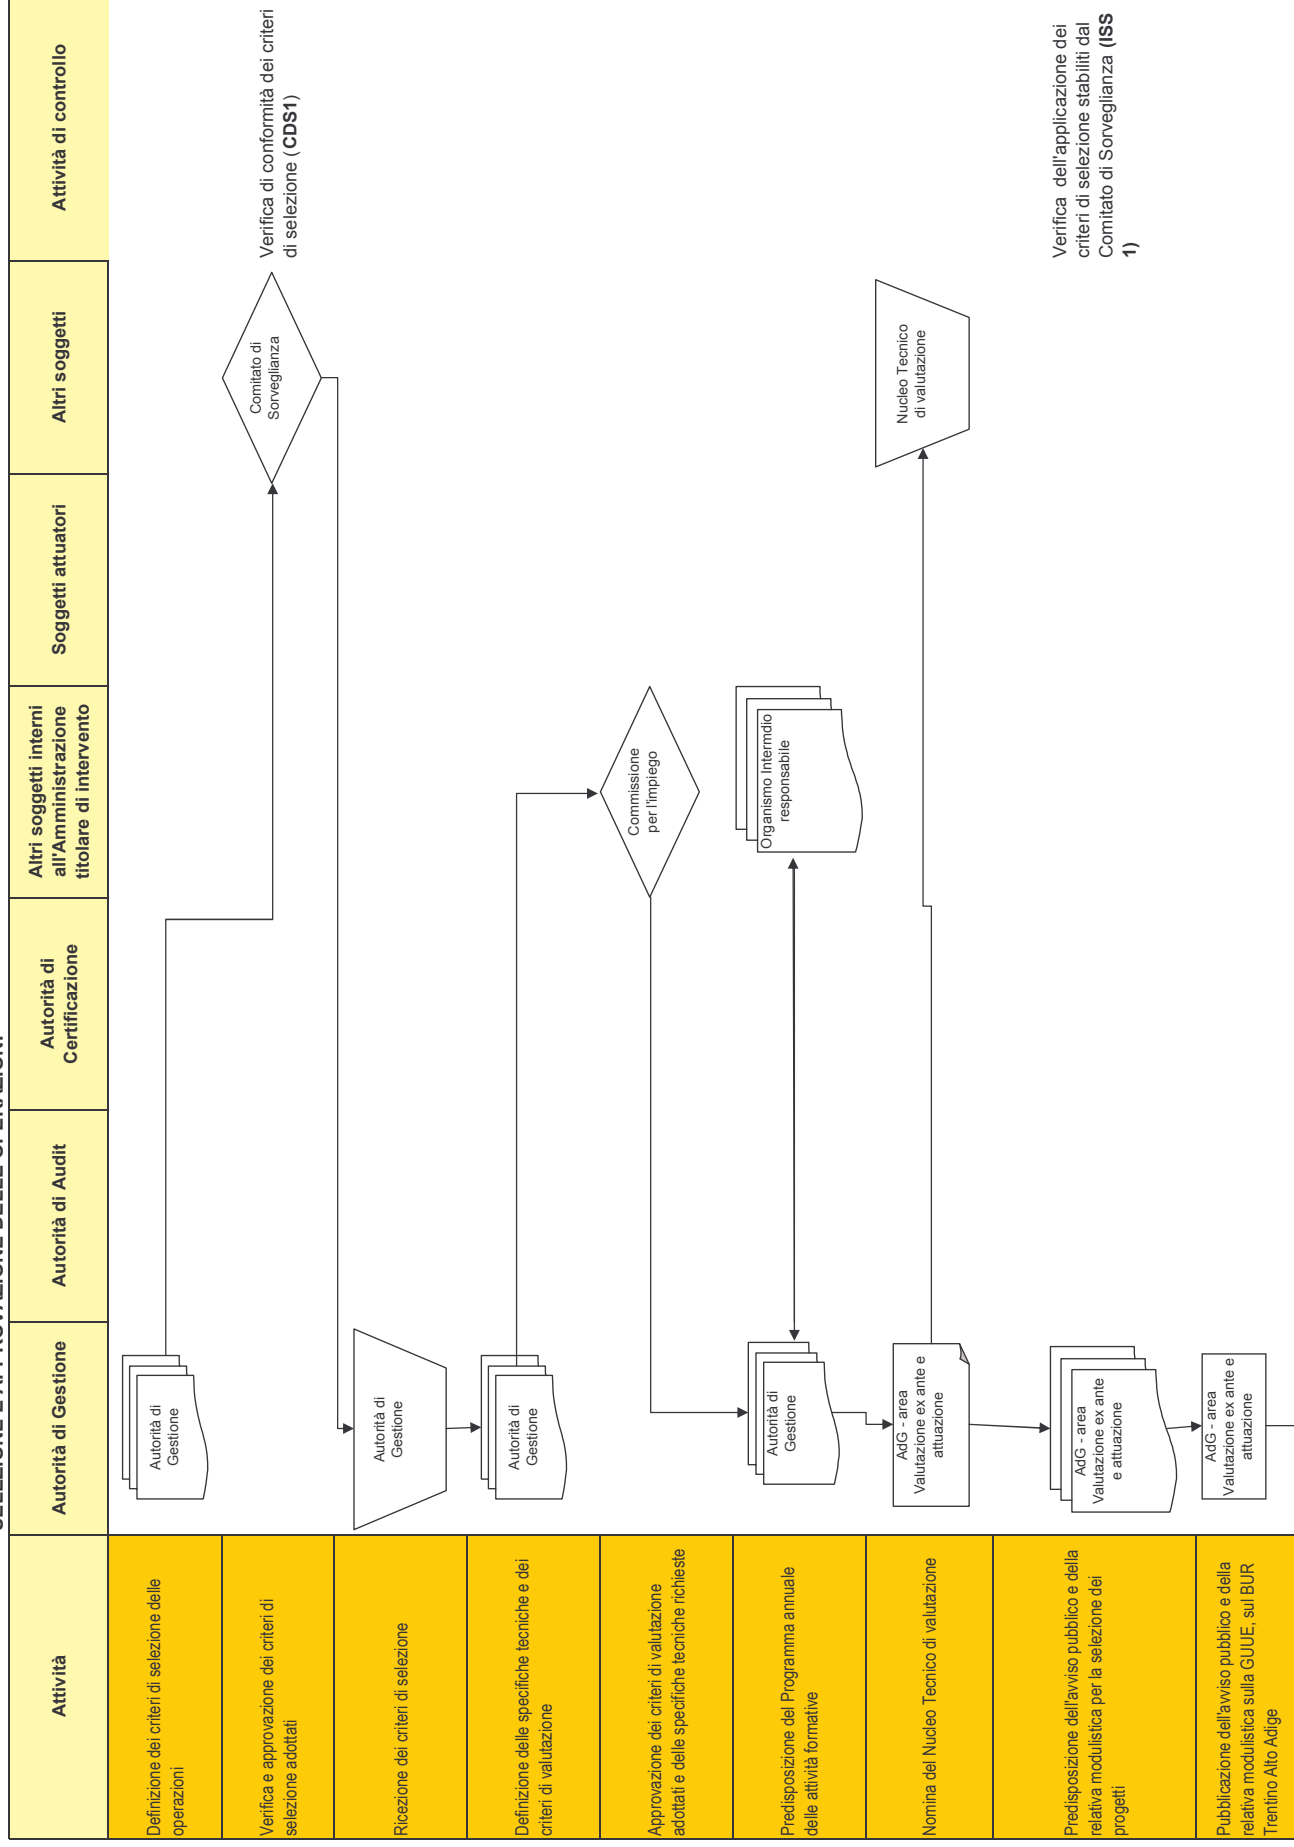 SELEZIONE E APPROVAZIONE DELLE OPERAZIONI
Attività
Autorità di Gestione
Autorità di Audit
Autorità di
Certificazione
Altri soggetti interni
all'Amministrazione
titolare di intervento
Soggetti attuatori
Altri soggetti
Attività di controllo
Definizione dei criteri di selezione delle
operazioni
Autorità di
Gestione
Verifica e approvazione dei criteri di
selezione adottati
Comitato di
Sorveglianza
Verifica di conformità dei criteri
di selezione (CDS1)
Ricezione dei criteri di selezione
Autorità di
Gestione
Definizione delle specifiche tecniche e dei
criteri di valutazione
Autorità di
Gestione
Approvazione dei criteri di valutazione
adottati e delle specifiche tecniche richieste
Commissione
per l'impiego
Predisposizione del Programma annuale
delle attività formative
Autorità di
Gestione
Organismo Intermdio
responsabile
Nomina del Nucleo Tecnico di valutazione
AdG - area
Valutazione ex ante e
attuazione
Nucleo Tecnico
di valutazione
Predisposizione dell'avviso pubblico e della
relativa modulistica per la selezione dei
progetti
AdG - area
Valutazione ex ante
e attuazione
Verifica dell'applicazione dei
criteri di selezione stabiliti dal
Comitato di Sorveglianza (ISS
1)
Pubblicazione dell'avviso pubblico e della
relativa modulistica sulla GUUE, sul BUR
Trentino Alto Adige
AdG - area
Valutazione ex ante e
attuazione